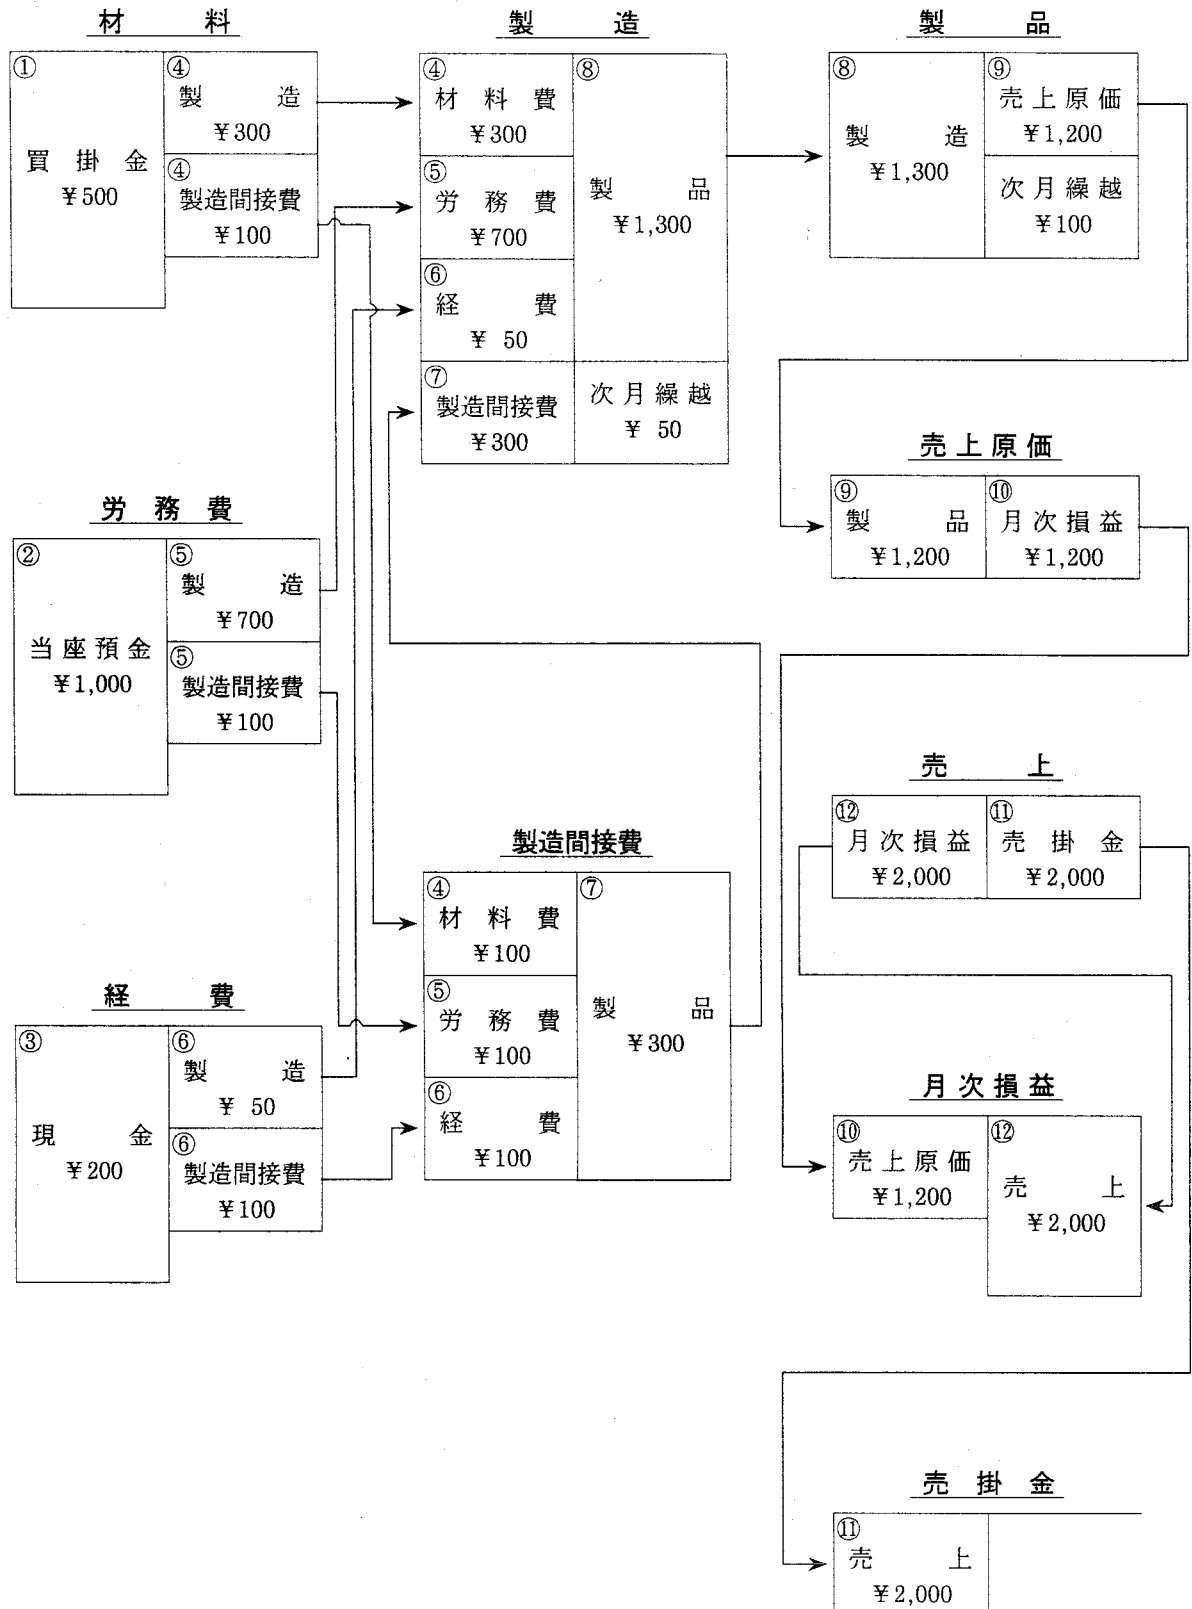 材料
①
買掛金
¥500
④
製造
¥300
④
製造間接費
¥100
労務費
②
当座預金
¥1,000
⑤
製造
¥700
⑤
製造間接費
¥100
経費
③
現金
¥200
⑥
製造
¥ 50
⑥
製造間接費
¥100
製造
④
材料費
¥300
⑤
労務費
¥700
⑥
経費
¥ 50
⑦
製造間接費
¥300
⑧
製品
¥1,300
次月繰越
¥ 50
製造間接費
④
材料費
¥100
⑤
労務費
¥100
⑥
経費
¥100
⑦
製品
¥300
製品
⑧
製造
¥1,300
⑨
売上原価
¥1,200
次月繰越
¥100
売上原価
⑨
製品
¥1,200
⑩
月次損益
¥1,200
売上
⑫
月次損益
¥2,000
⑪
売掛金
¥2,000
月次損益
⑩
売上原価
¥1,200
⑫
売上
¥2,000
売掛金
⑪
売上
¥2,000